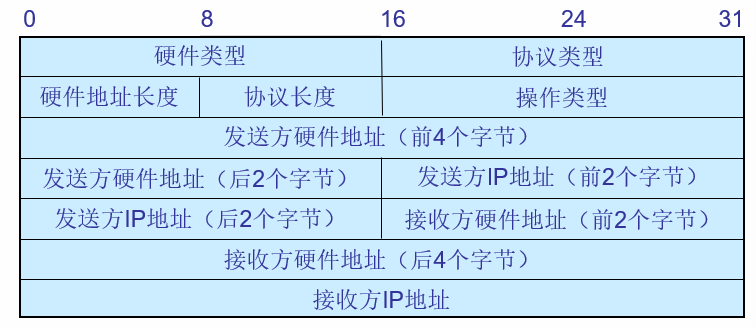 0 8 16 24 31
硬件类型 协议类型
硬件地址长度 协议长度 操作类型
发送方硬件地址（前4个字节）
发送方硬件地址（后2个字节） 发送方IP地址（前2个字节）
发送方IP地址（后2个字节） 接收方硬件地址（前2个字节）
接收方硬件地址（后4个字节）
接收方IP地址